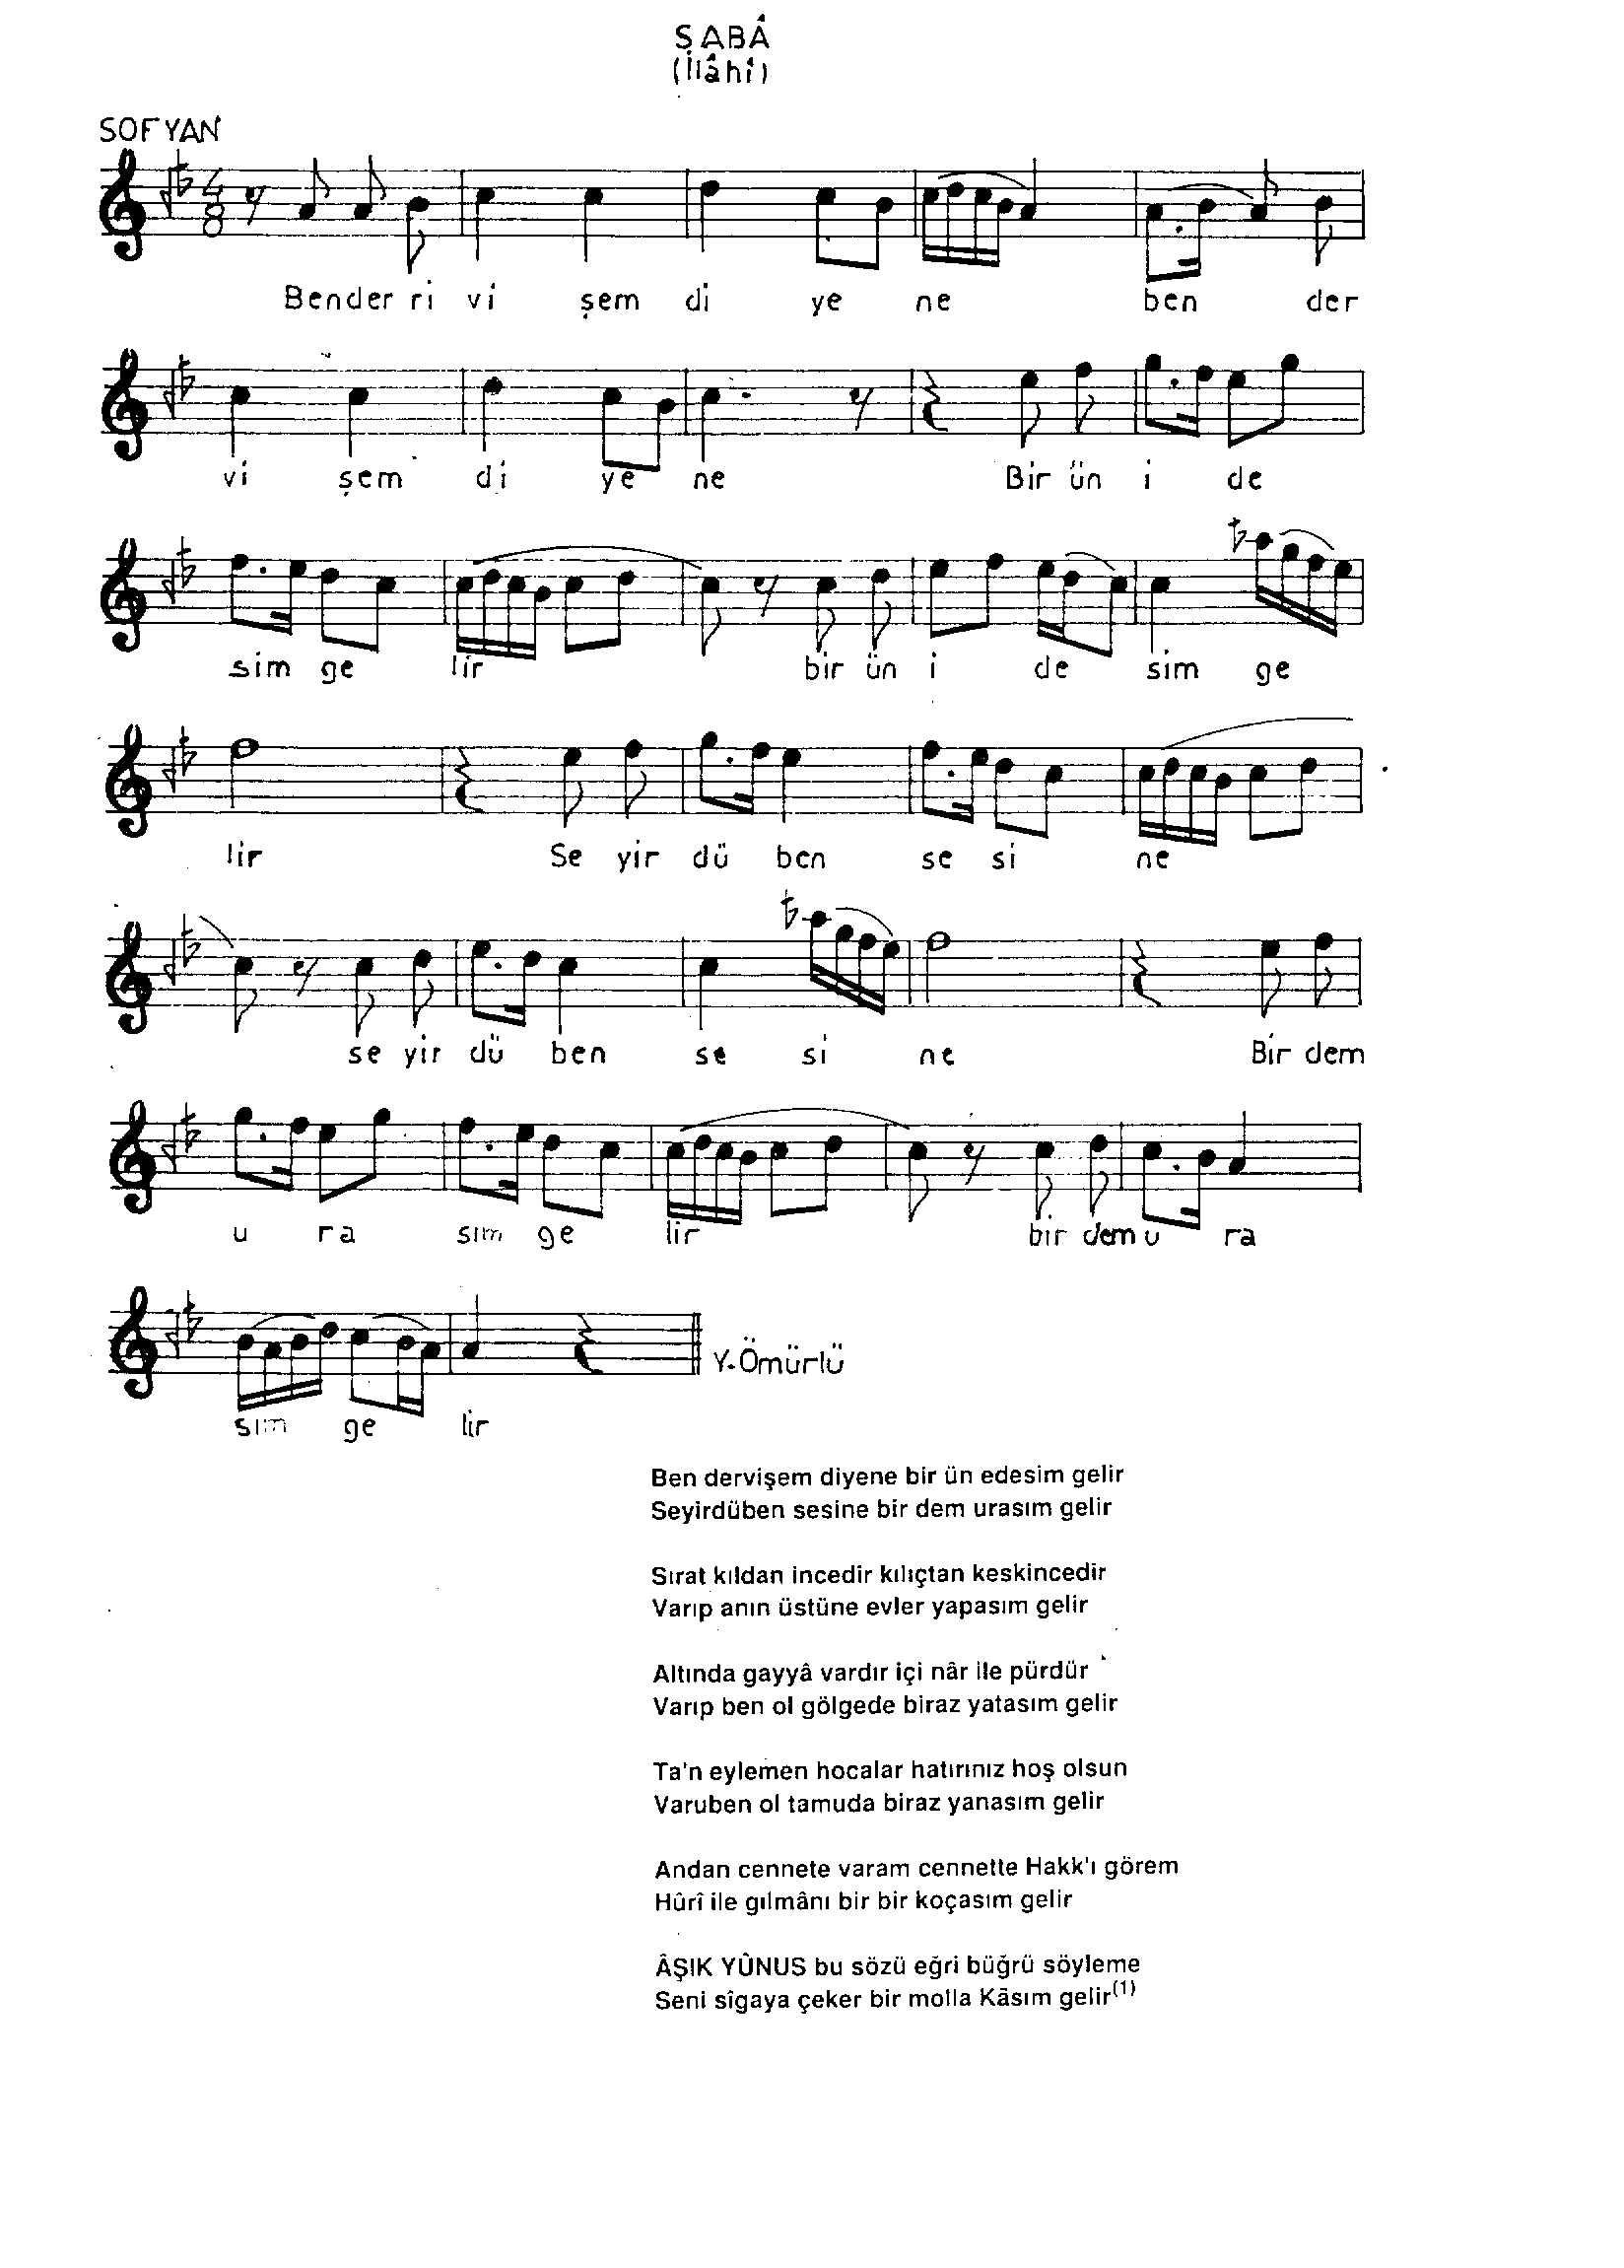 SABÂ
(İlâhî)
SOFYAN
4
8
Bender ri vi şem di ye ne ben der
vi şem di ye ne Bir ün i de
sim ge lir bir ün i de sim ge
lir Se yir dü ben se si ne
se yir dü ben se si ne Bir dem
u ra sım ge lir bir dem u ra
sım ge lir
Y. Ömürlü
Ben dervişem diyene bir ün edesim gelir
Seyirdüben sesine bir dem urasım gelir
Sırat kıldan incedir kılıçtan keskincedir
Varıp anın üstüne evler yapasım gelir
Altında gayyâ vardır içi nâr ile pürdür
Varıp ben ol gölgede biraz yatasım gelir
Ta'n eylemen hocalar hatırınız hoş olsun
Varuben ol tamuda biraz yanasım gelir
Andan cennete varam cennette Hakk'ı görem
Hûrî ile gılmânı bir bir koçasım gelir
ÂŞIK YÛNUS bu sözü eğri büğrü söyleme
Seni sîgaya çeker bir molla Kâsım gelir(1)